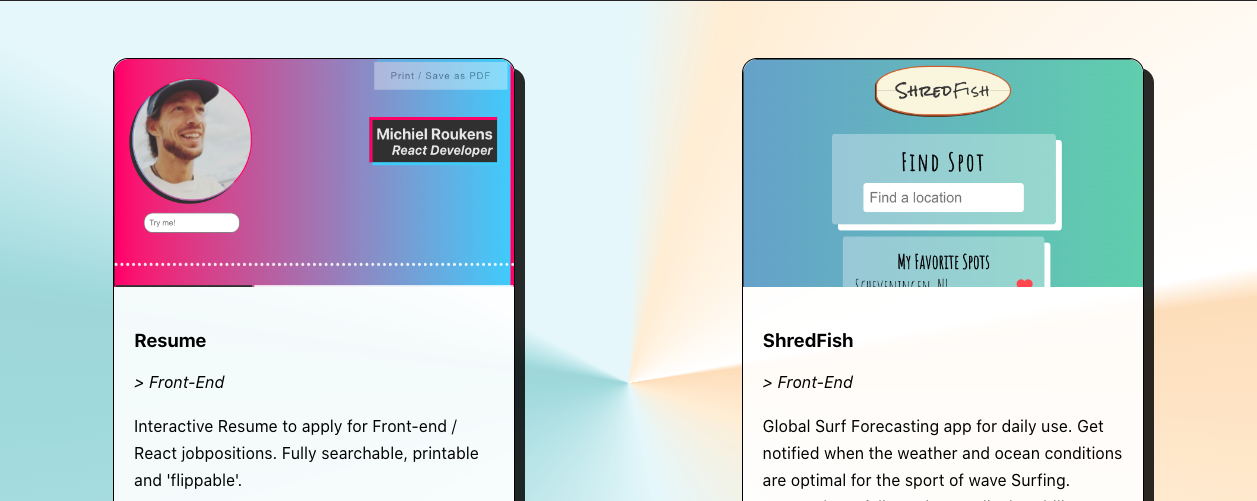 Print / Save as PDF
Michiel Roukens
React Developer
Try me!
Resume
> Front-End
Interactive Resume to apply for Front-end /
React jobpositions. Fully searchable, printable
and 'flippable'.
ShredFish
Find Spot
Find a location
My Favorite Spots
Scheveningen, NL
ShredFish
> Front-End
Global Surf Forecasting app for daily use. Get
notified when the weather and ocean conditions
are optimal for the sport of wave Surfing.